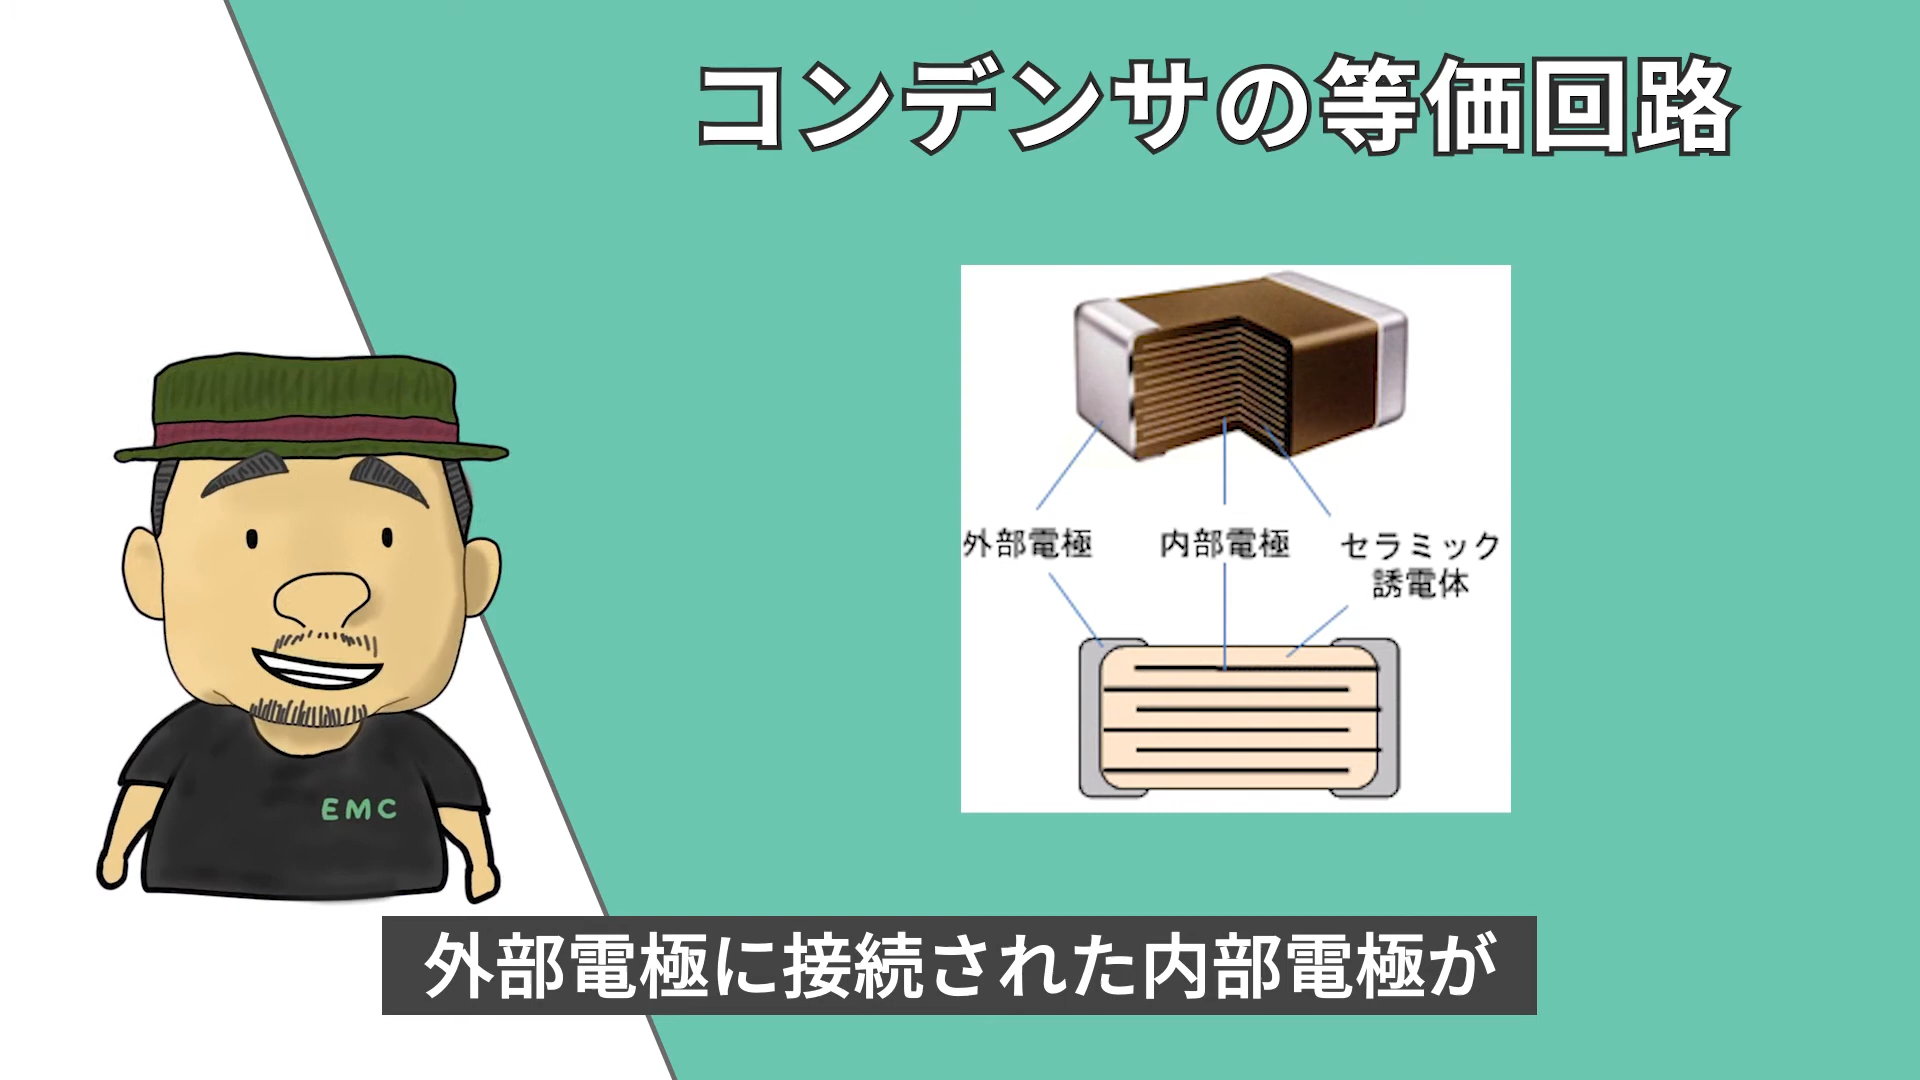 コンデンサの等価回路
外部電極
内部電極
セラミック
誘電体
EMC
外部電極に接続された内部電極が